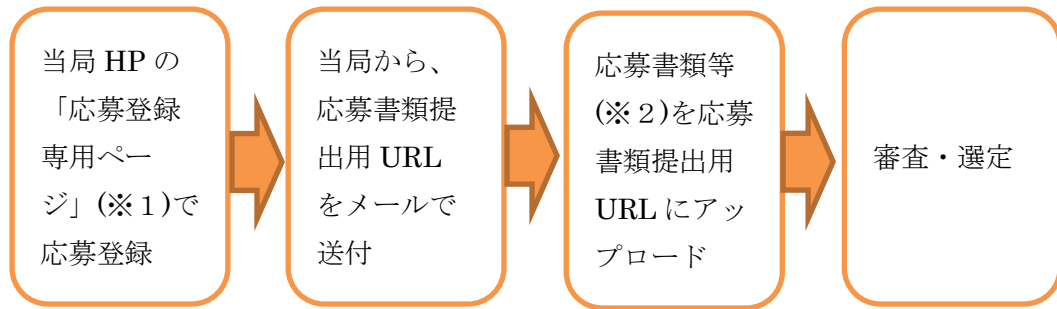 当局 HP の
「応募登録
専用ペー
ジ」(※１)で
応募登録
当局から、
応募書類提
出用 URL
をメールで
送付
応募書類等
(※２)を応募
書類提出用
URL にアッ
プロード
審査・選定